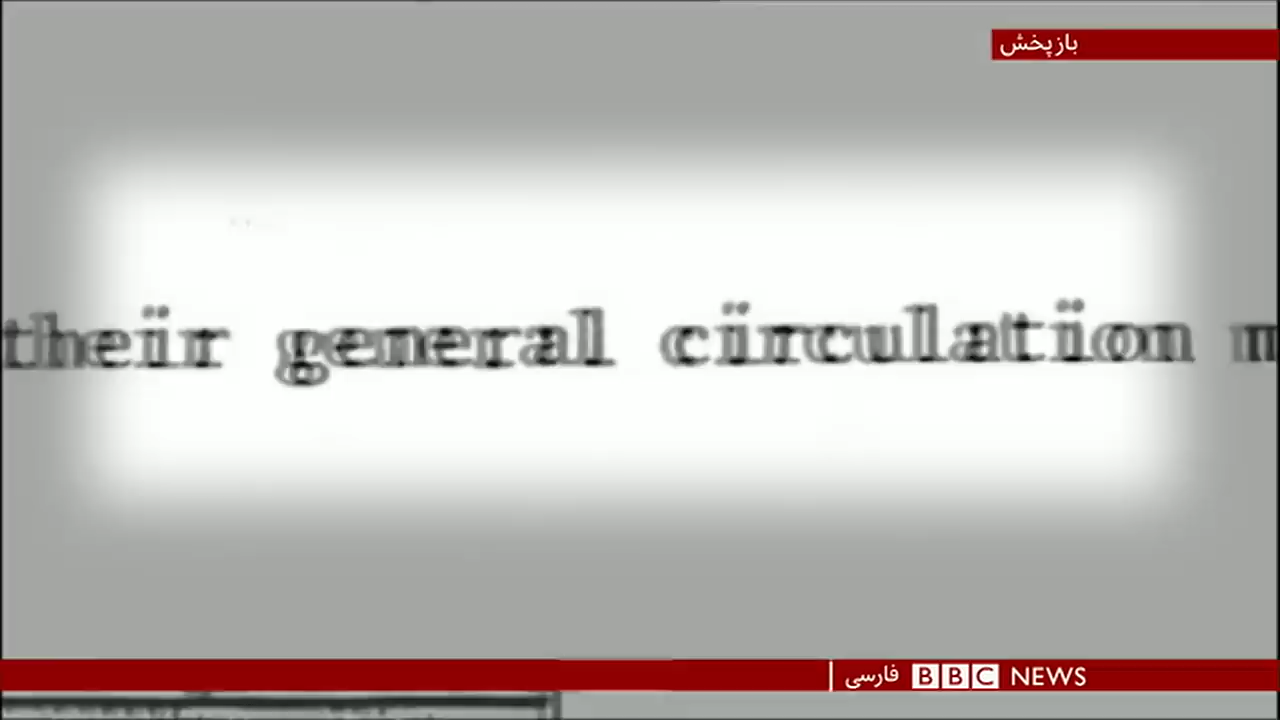 بازپخش
their general circulation
فارسی BBC NEWS